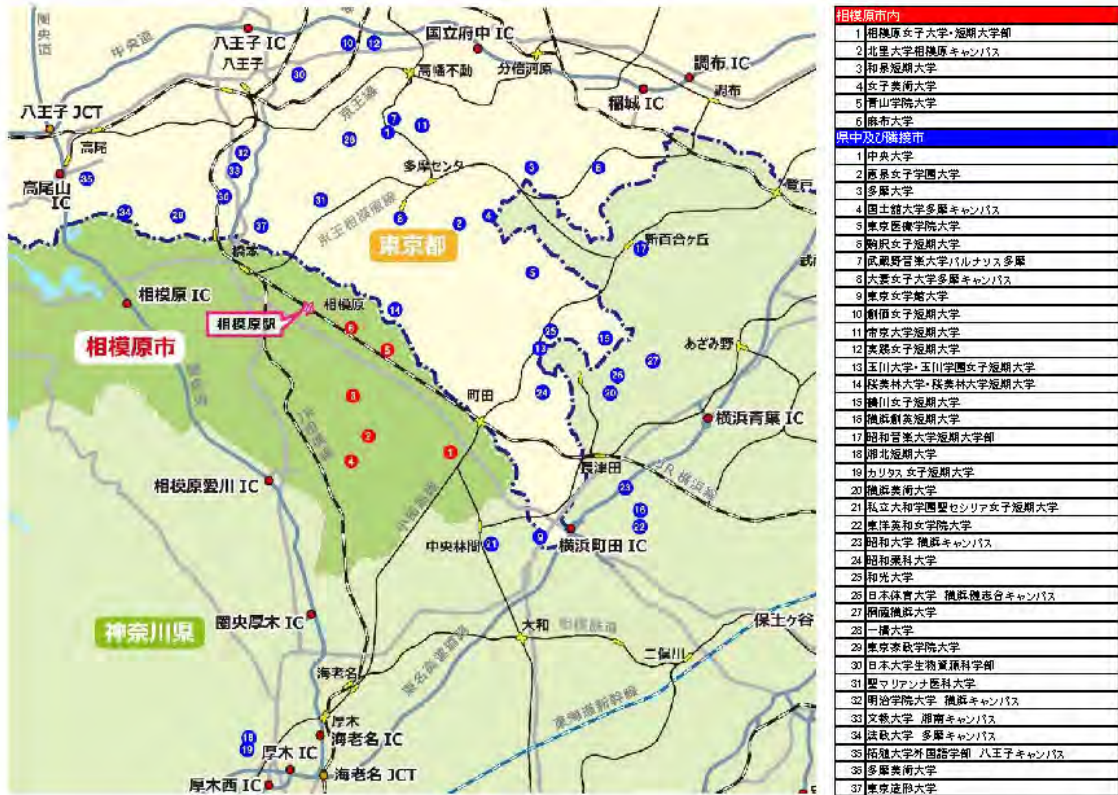 圏央道
中央道
八王子 IC
八王子
国立府中 IC
高幡不動
分倍河原
調布 IC
調布
稲城 IC
八王子 JCT
高尾
高尾山
IC
京王線
多摩センタ
登戸
京王相模原線
東京都
新百合ヶ丘
橋本
相模原 IC
相模原
相模原駅
相模原市
あざみ野
町田
横浜青葉 IC
長津田
JR 横浜線
相模原愛川 IC
小田急線
中央林間
横浜町田 IC
神奈川県
圏央厚木 IC
大和
相模鉄道
保土ヶ谷
二俣川
海老名
東名高速道路
東海道新幹線
厚木
海老名 IC
厚木 IC
海老名 JCT
厚木西 IC
相模原市内
1 相模原女子大学・短期大学部
2 北里大学相模原キャンパス
3 和泉短期大学
4 女子美術大学
5 青山学院大学
6 麻布大学
県中及び隣接市
1 中央大学
2 恵泉女子学園大学
3 多摩大学
4 国士舘大学多摩キャンパス
5 東京医療学院大学
6 駒沢女子短期大学
7 武蔵野音楽大学パルナソス多摩
8 大妻女子大学多摩キャンパス
9 東京女学館大学
10 創価女子短期大学
11 帝京大学短期大学
12 実践女子短期大学
13 玉川大学・玉川学園女子短期大学
14 桜美林大学・桜美林大学短期大学
15 鶴川女子短期大学
16 横浜創英短期大学
17 昭和音楽大学短期大学部
18 湘北短期大学
19 カリタス女子短期大学
20 横浜美術大学
21 私立大和学園聖セシリア女子短期大学
22 東洋英和女学院大学
23 昭和大学 横浜キャンパス
24 昭和薬科大学
25 和光大学
26 日本体育大学 横浜健志台キャンパス
27 桐蔭横浜大学
28 一橋大学
29 東京家政学院大学
30 日本大学生物資源科学部
31 聖マリアンナ医科大学
32 明治学院大学 横浜キャンパス
33 文教大学 湘南キャンパス
34 法政大学 多摩キャンパス
35 拓殖大学外国語学部 八王子キャンパス
36 多摩美術大学
37 東京造形大学